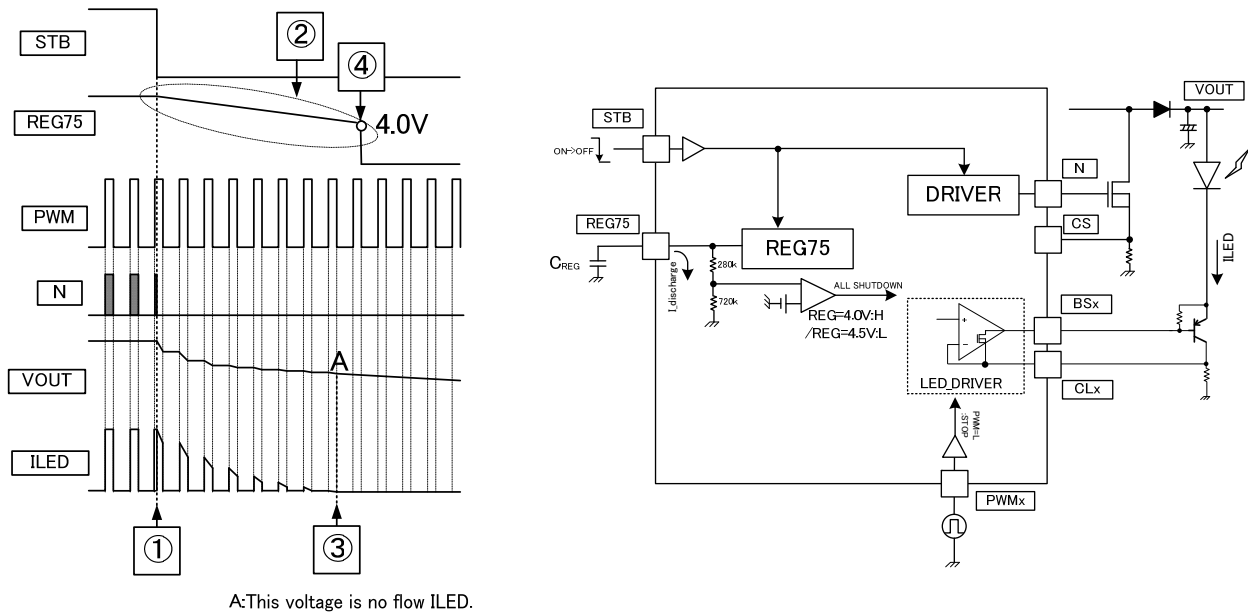 STB
②
④
REG75
4.0V
PWM
N
VOUT
A
ILED
①
③
A:This voltage is no flow ILED.
VOUT
STB
ON->OFF
DRIVER
N
CS
REG75
REG75
CREG
I_discharge
280k
720k
ALL SHUTDOWN
REG=4.0V:H
/REG=4.5V:L
ILED
BSx
+
-
LED_DRIVER
CLx
PWM=L
:STOP
PWMx